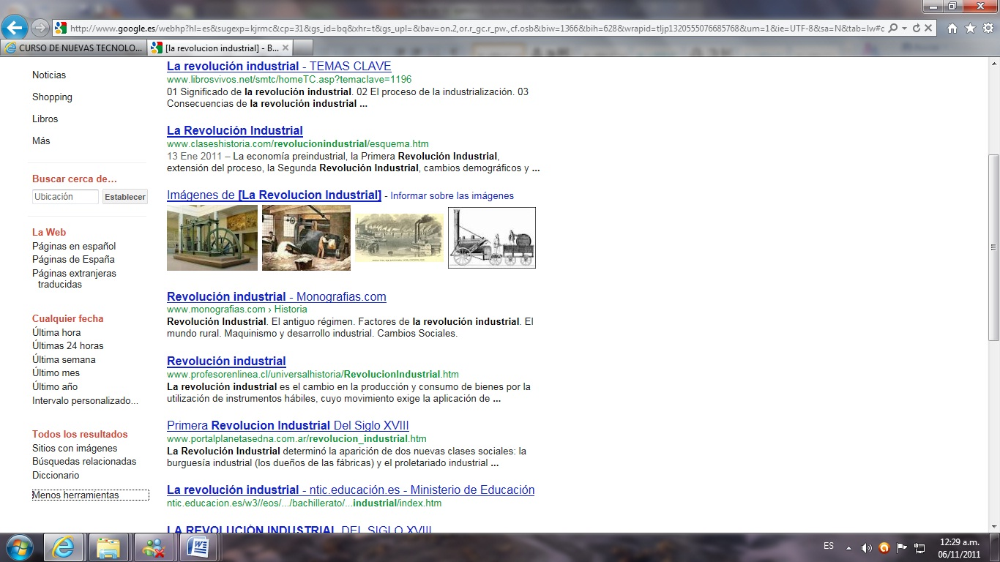 http://www.google.es/webhp?hl=es&sugexp=kjrmc&cp=31&gs_id=bq&xhr=t&gs_upl=&bav=on.2,or.r_gc.r_pw.,cf.osb&biw=1366&bih=628&wrapid=tljp1320555076685768&um=1&ie=UTF-8&sa=N&tab=lw#
CURSO DE NUEVAS TECNOLO...
[la revolucion industrial] - B...
Noticias
Shopping
Libros
Más
Buscar cerca de...
Ubicación
Establecer
La Web
Páginas en español
Páginas de España
Páginas extranjeras
traducidas
Cualquier fecha
Última hora
Últimas 24 horas
Última semana
Último mes
Último año
Intervalo personalizado...
Todos los resultados
Sitios con imágenes
Búsquedas relacionadas
Diccionario
Menos herramientas
La revolución industrial - TEMAS CLAVE
www.librosvivos.net/smtc/homeTC.asp?temaclave=1196
01 Significado de la revolución industrial. 02 El proceso de la industrialización. 03
Consecuencias de la revolución industrial ...
La Revolución Industrial
www.claseshistoria.com/revolucionindustrial/esquema.htm
13 Ene 2011 – La economía preindustrial, la Primera Revolución Industrial,
extensión del proceso, la Segunda Revolución Industrial, cambios demográficos y ...
Imágenes de [La Revolucion Industrial] - Informar sobre las imágenes
Revolución industrial - Monografias.com
www.monografias.com › Historia
Revolución Industrial. El antiguo régimen. Factores de la revolución industrial. El
mundo rural. Maquinismo y desarrollo industrial. Cambios Sociales.
Revolución industrial
www.profesorenlinea.cl/universalhistoria/RevolucionIndustrial.htm
La revolución industrial es el cambio en la producción y consumo de bienes por la
utilización de instrumentos hábiles, cuyo movimiento exige la aplicación de ...
Primera Revolucion Industrial Del Siglo XVIII
www.portalplanetasedna.com.ar/revolucion_industrial.htm
La Revolución Industrial determinó la aparición de dos nuevas clases sociales: la
burguesía industrial (los dueños de las fábricas) y el proletariado industrial ...
La revolución industrial - ntic.educación.es - Ministerio de Educación
ntic.educacion.es/w3//eos/.../bachillerato/...industrial/index.htm
LA REVOLUCIÓN INDUSTRIAL DEL SIGLO XVIII
ES
12:29 a.m.
06/11/2011